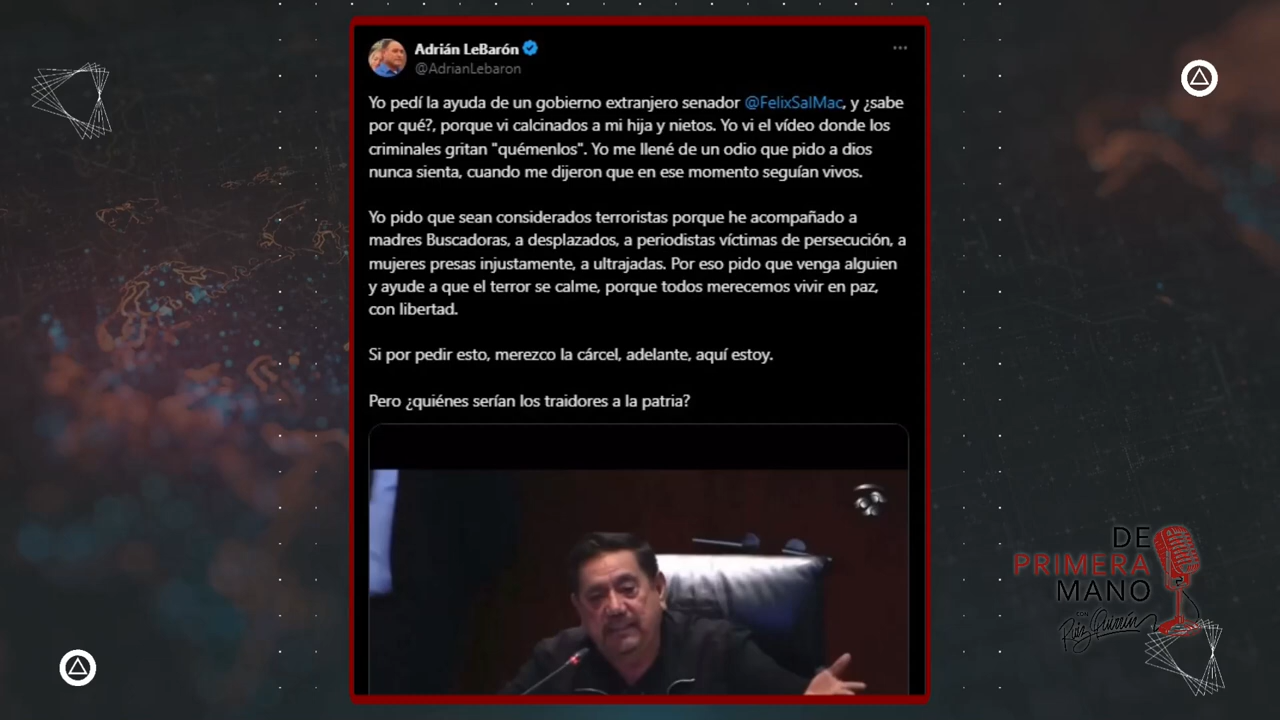 Adrián LeBarón
@AdrianLebaron
Yo pedí la ayuda de un gobierno extranjero senador @FelixSalMac, y ¿sabe
por qué?, porque vi calcinados a mi hija y nietos. Yo vi el vídeo donde los
criminales gritan "quémenlos". Yo me llené de un odio que pido a dios
nunca sienta, cuando me dijeron que en ese momento seguían vivos.
Yo pido que sean considerados terroristas porque he acompañado a
madres Buscadoras, a desplazados, a periodistas víctimas de persecución, a
mujeres presas injustamente, a ultrajadas. Por eso pido que venga alguien
y ayude a que el terror se calme, porque todos merecemos vivir en paz,
con libertad.
Si por pedir esto, merezco la cárcel, adelante, aquí estoy.
Pero ¿quiénes serían los traidores a la patria?
DE
PRIMERA
MANO